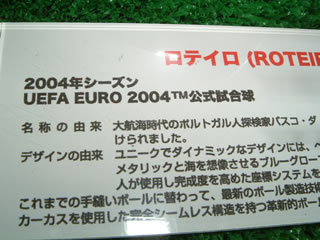 ロテイロ (ROTEIR
2004年シーズン
UEFA EURO 2004™公式試合球
名称の由来 大航海時代のポルトガル人探検家バスコ・ダ
けられました。
デザインの由来 ユニークでダイナミックなデザインには、ベ
メタリックと海を想像させるブルーグロー
人が使用し完成度を高めた座標システムを
これまでの手縫いボールに替わって、最新のボール製造技術
カーカスを使用した完全シームレス構造を持つ革新的ボー